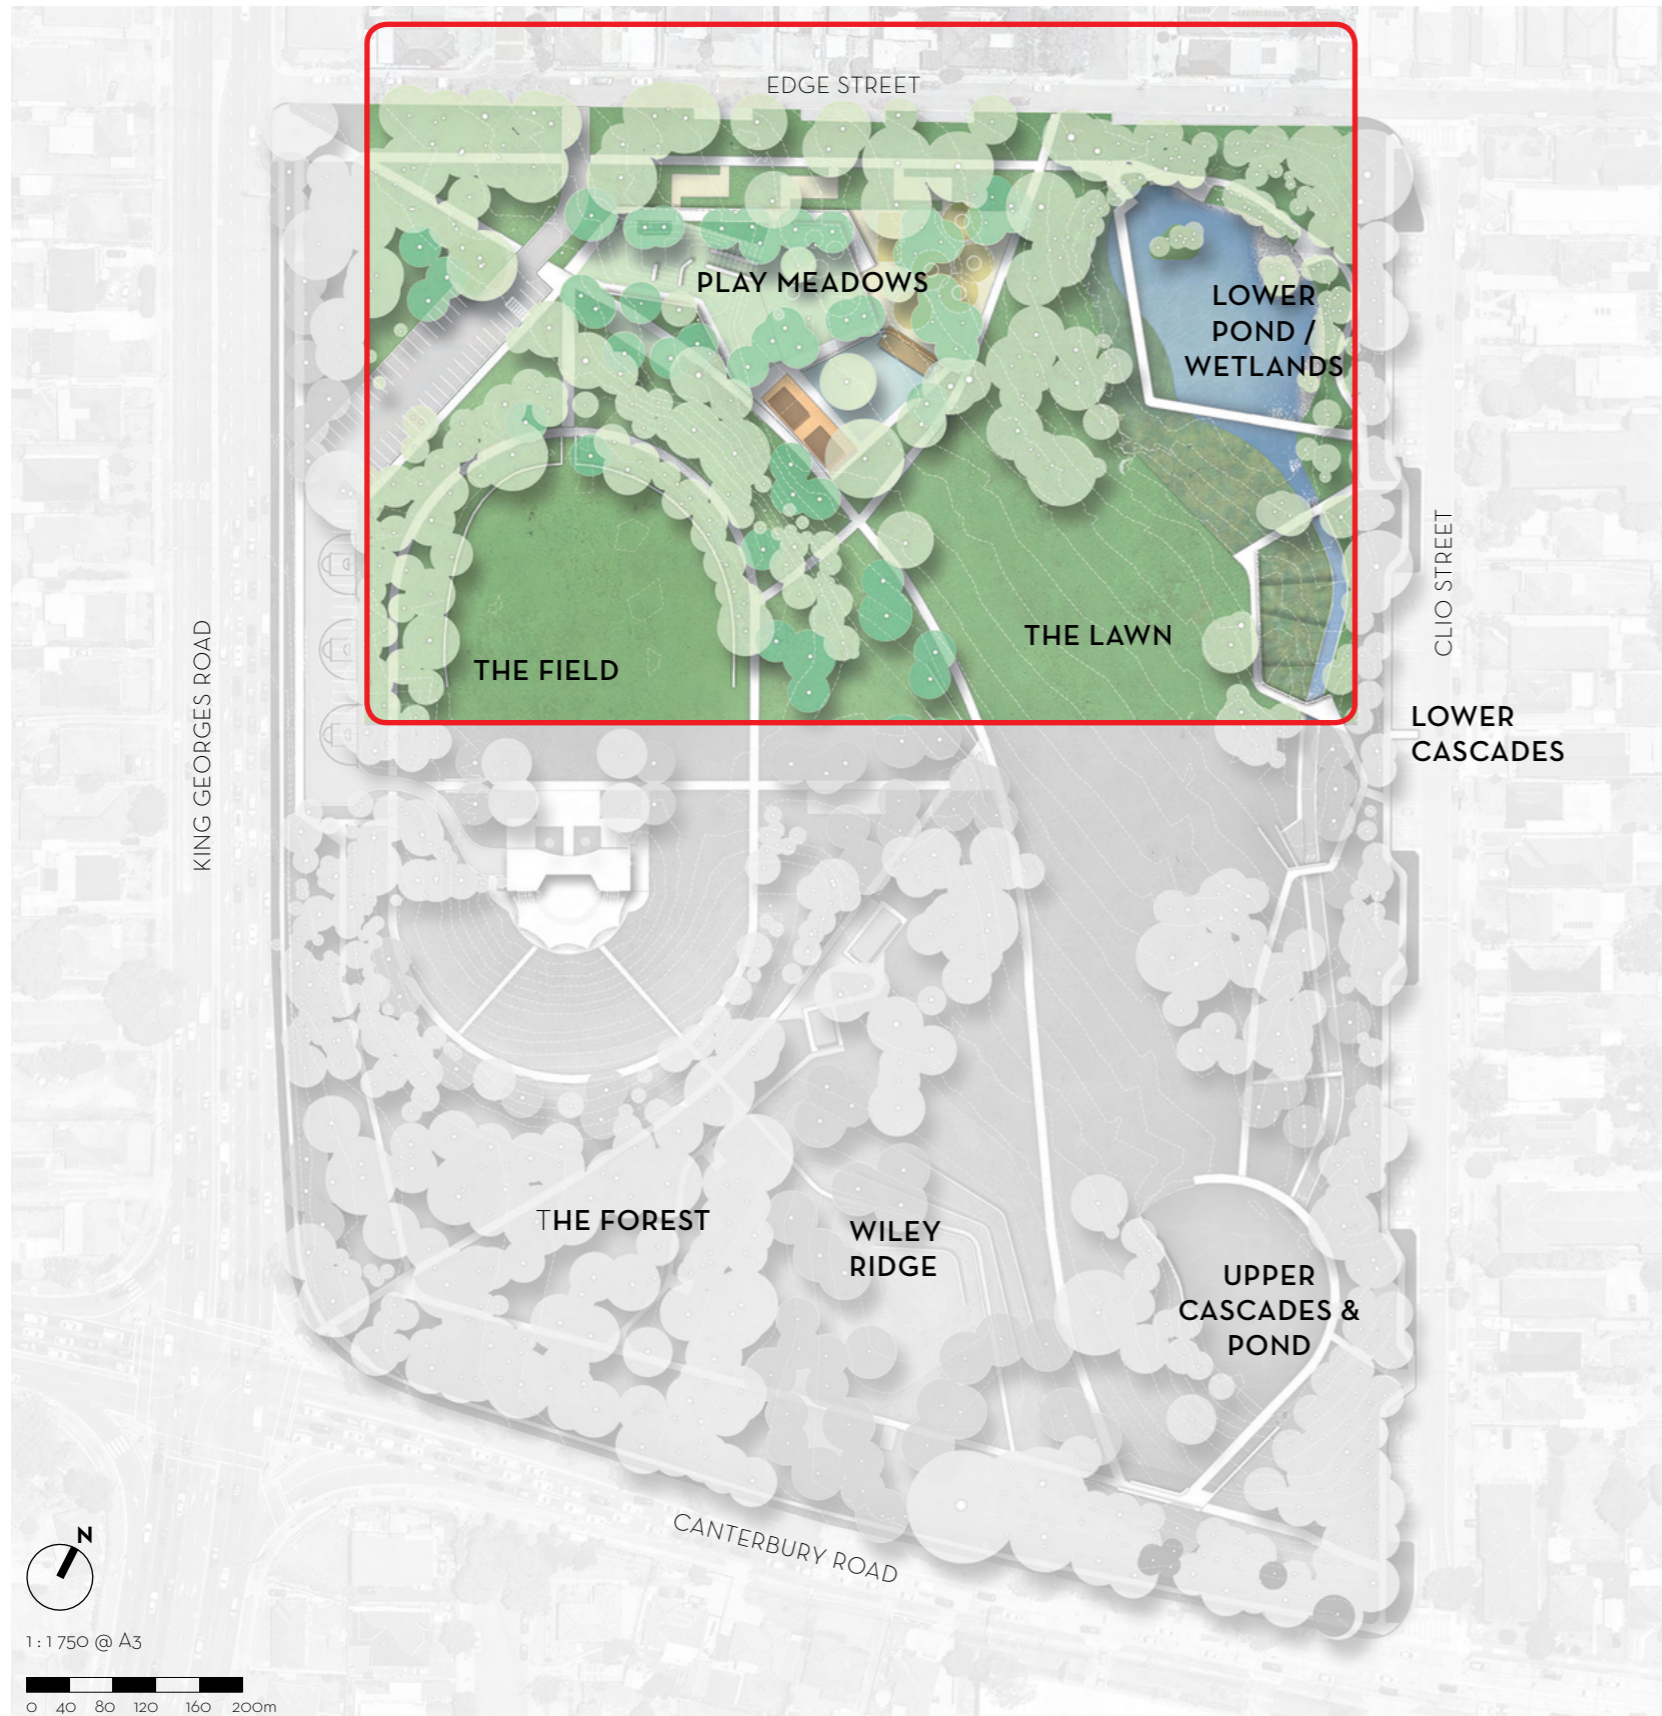 EDGE STREET
PLAY MEADOWS
LOWER
POND /
WETLANDS
THE FIELD
THE LAWN
CLIO STREET
KING GEORGES ROAD
LOWER
CASCADES
THE FOREST
WILEY
RIDGE
UPPER
CASCADES &
POND
CANTERBURY ROAD
N
1:1750 @ A3
0 40 80 120 160 200m